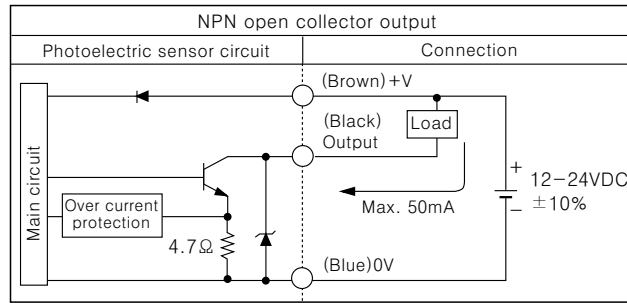 NPN open collector output
Photoelectric sensor circuit
Connection
(Brown)+V
(Black)
Output
Load
Main circuit
Over current
protection
4.7Ω
Max. 50mA
+
−
12−24VDC
±10%
(Blue)0V